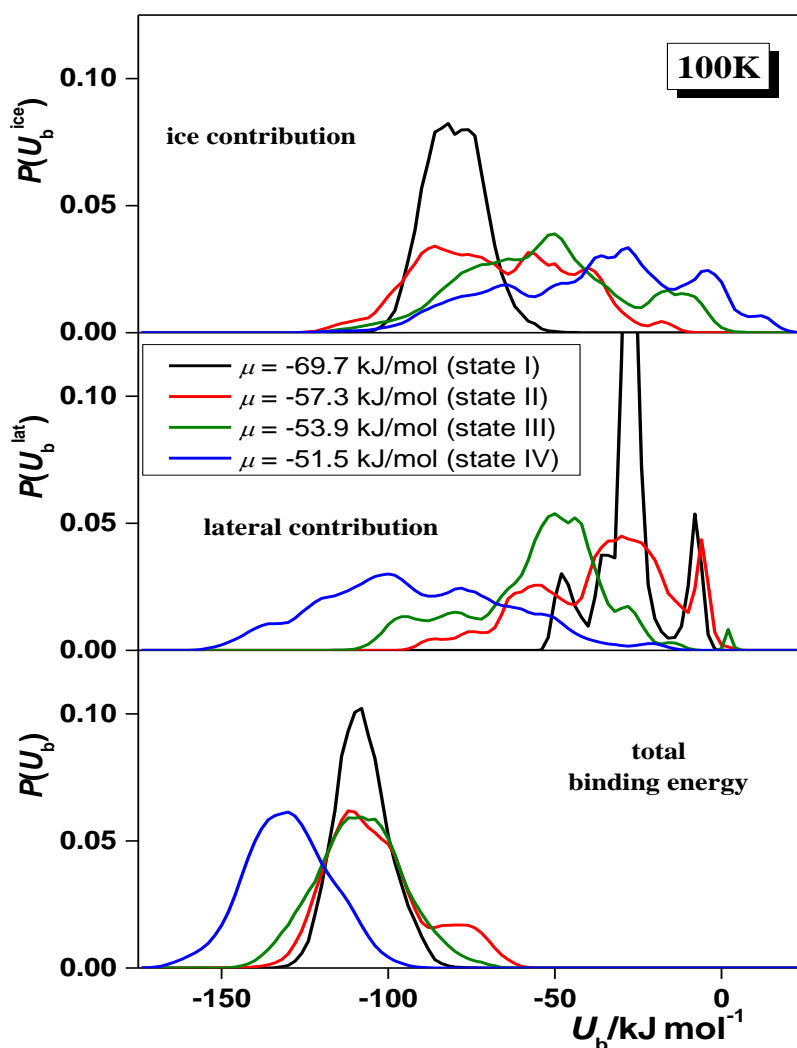 100K
0.10
P(U_b^ice)
ice contribution
0.05
0.00
μ = -69.7 kJ/mol (state I)
μ = -57.3 kJ/mol (state II)
μ = -53.9 kJ/mol (state III)
μ = -51.5 kJ/mol (state IV)
0.10
P(U_b^lat)
0.05
lateral contribution
0.00
0.10
P(U_b)
total
binding energy
0.05
0.00
-150 -100 -50 0
U_b/kJ mol^-1